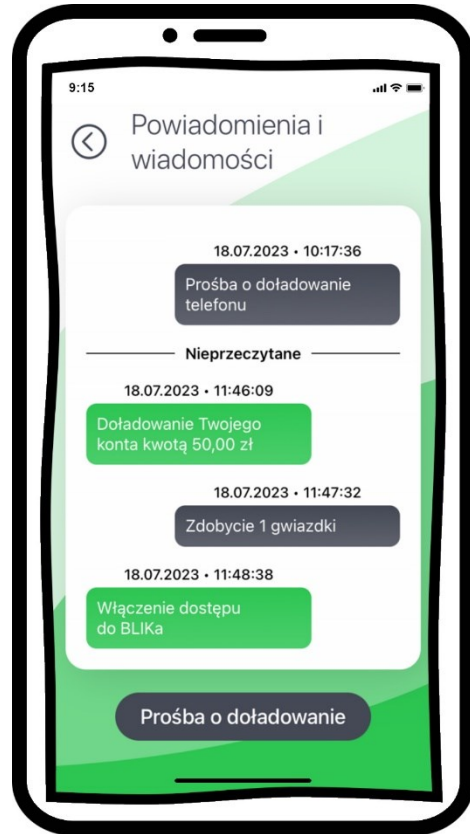 9:15
Powiadomienia i
wiadomości
18.07.2023 • 10:17:36
Prośba o doładowanie
telefonu
Nieprzeczytane
18.07.2023 • 11:46:09
Doładowanie Twojego
konta kwotą 50,00 zł
18.07.2023 • 11:47:32
Zdobycie 1 gwiazdki
18.07.2023 • 11:48:38
Włączenie dostępu
do BLIKa
Prośba o doładowanie